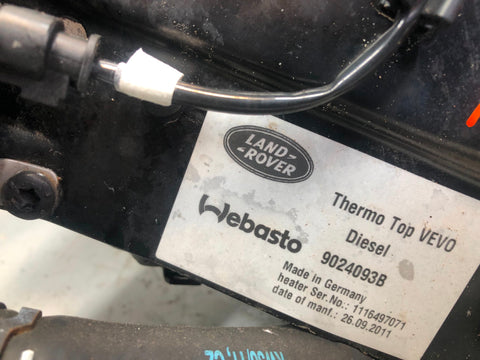 LAND-
ROVER
Webasto
Thermo Top VEVO
Diesel
9024093B
Made in Germany
heater Ser.No.: 1116497071
date of manf.: 26.09.2011